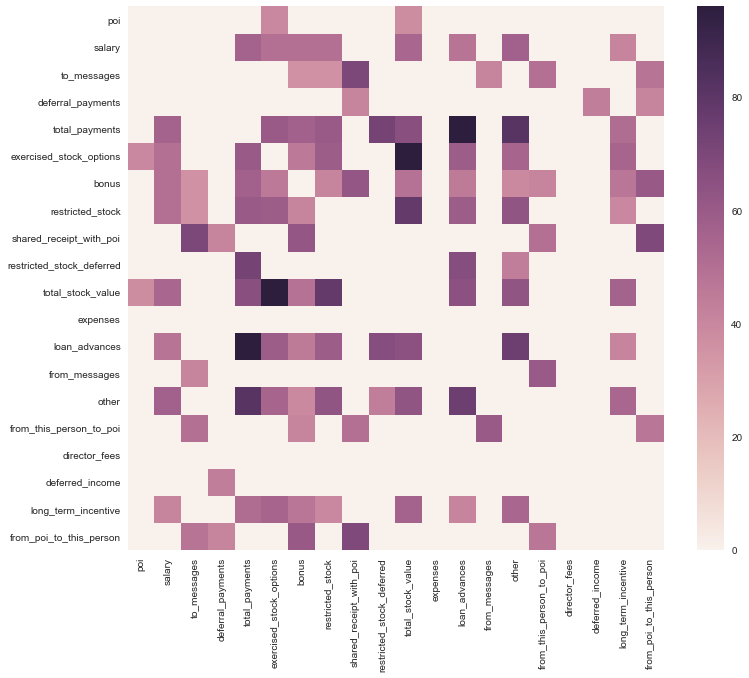 poi
salary
to_messages
deferral_payments
total_payments
exercised_stock_options
bonus
restricted_stock
shared_receipt_with_poi
restricted_stock_deferred
total_stock_value
expenses
loan_advances
from_messages
other
from_this_person_to_poi
director_fees
deferred_income
long_term_incentive
from_poi_to_this_person
poi
salary
to_messages
deferral_payments
total_payments
exercised_stock_options
bonus
restricted_stock
shared_receipt_with_poi
restricted_stock_deferred
total_stock_value
expenses
loan_advances
from_messages
other
from_this_person_to_poi
director_fees
deferred_income
long_term_incentive
from_poi_to_this_person
80
60
40
20
0